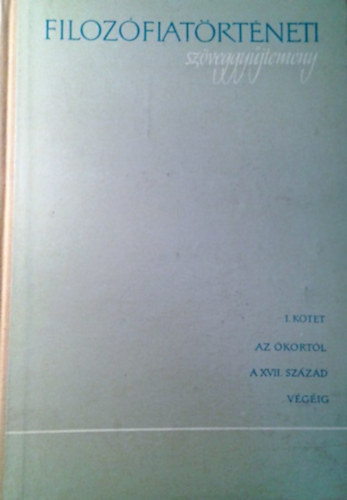 FILOZÓFIATÖRTÉNETI
szöveggyűjtemény
I. KÖTET
AZ ÓKORTÓL
A XVII. SZÁZAD
VÉGÉIG